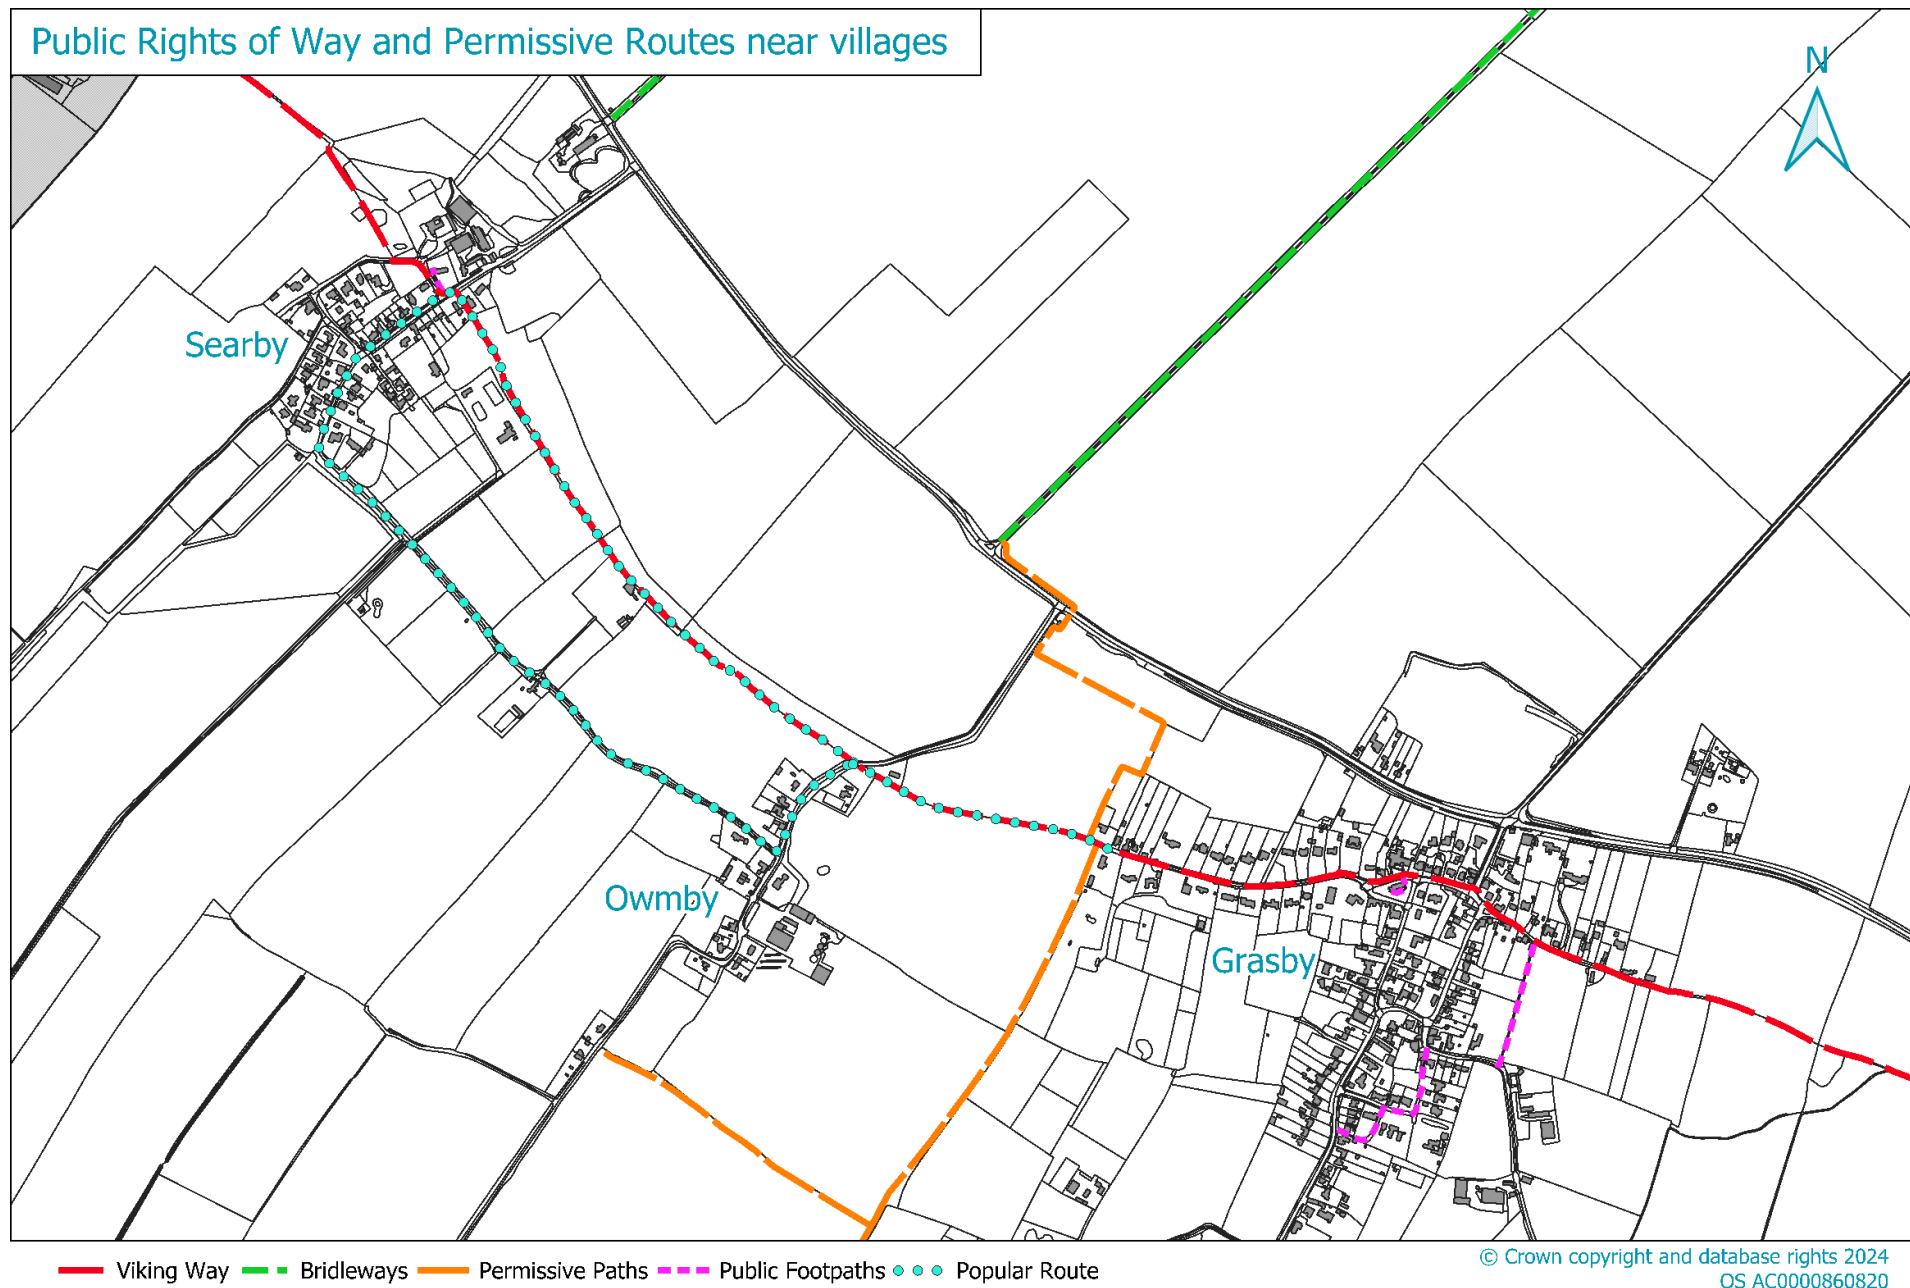 Public Rights of Way and Permissive Routes near villages
N
Searby
Owmby
Grasby
Viking Way Bridleways Permissive Paths Public Footpaths Popular Route
© Crown copyright and database rights 2024
OS AC0000860820